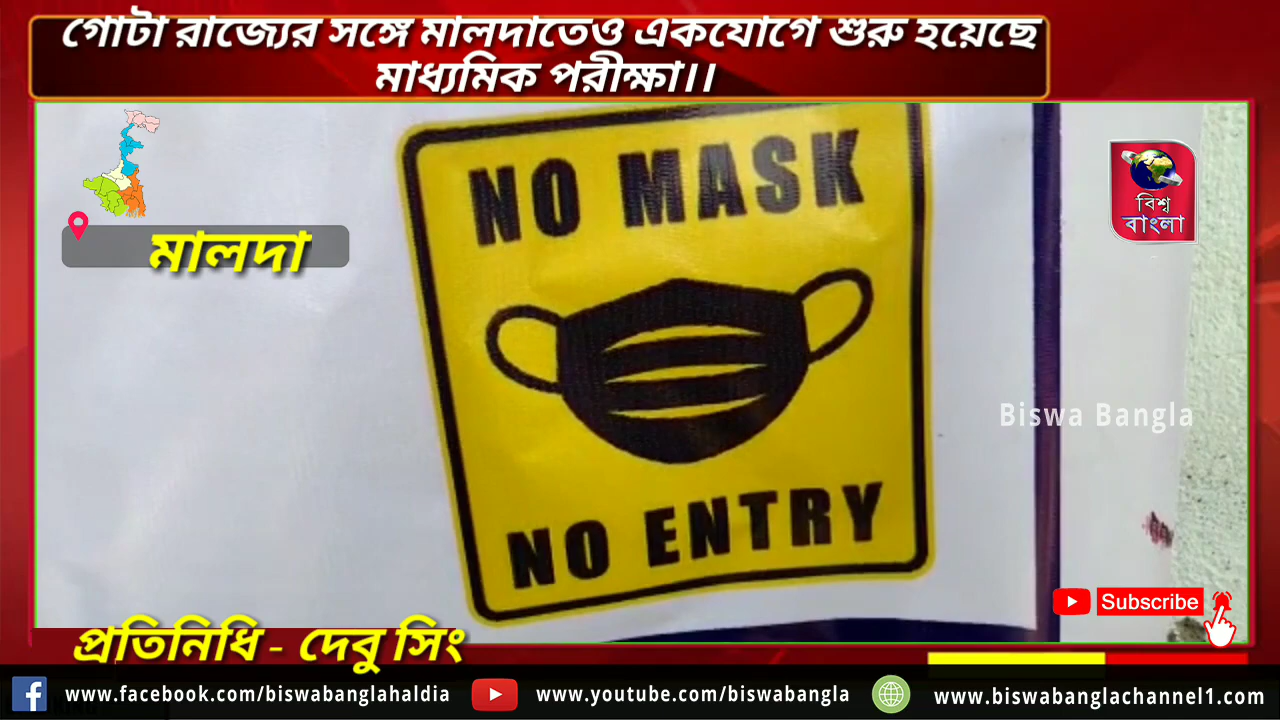 গোটা রাজ্যের সঙ্গে মালদাতেও একযোগে শুরু হয়েছে
মাধ্যমিক পরীক্ষা।।
NO MASK
মালদা
বিশ্ব
বাংলা
Biswa Bangla
NO ENTRY
Subscribe
প্রতিনিধি - দেবু সিং
www.facebook.com/biswabanglahaldia
www.youtube.com/biswabangla
www.biswabanglachannel1.com